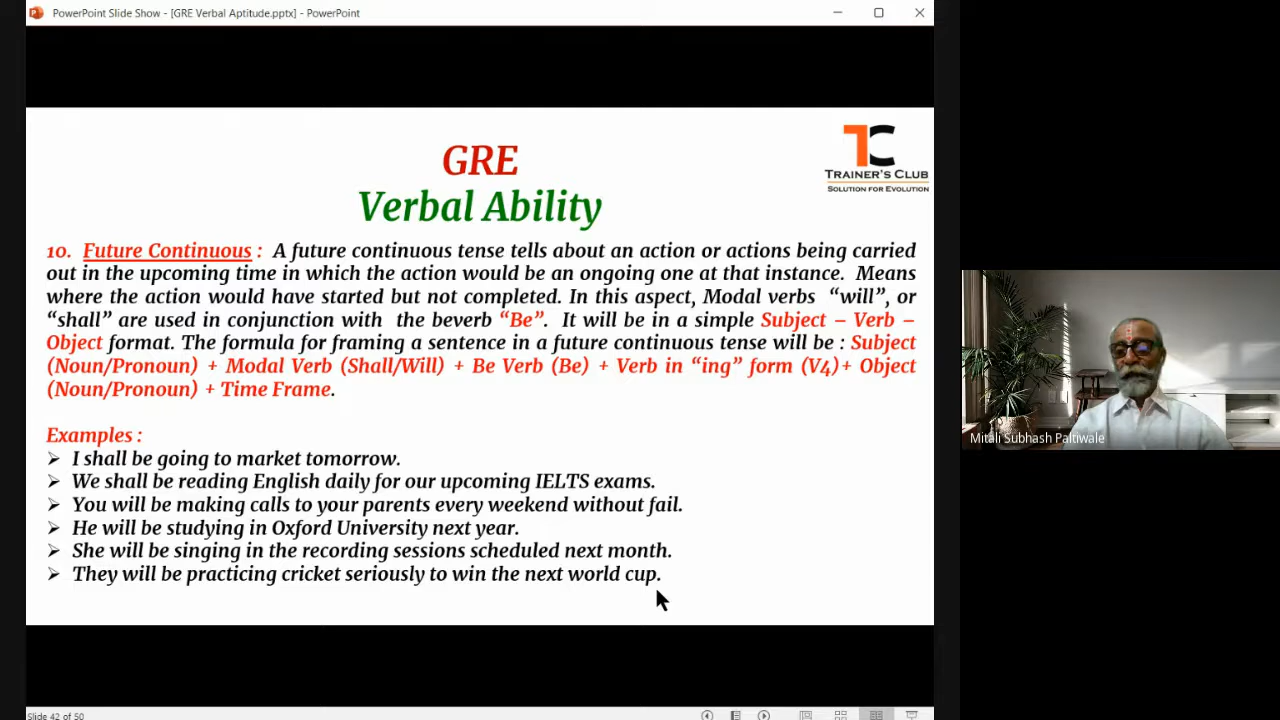 PowerPoint Slide Show - [GRE Verbal Aptitude.pptx] - PowerPoint
GRE
Verbal Ability
TC
TRAINER'S CLUB
SOLUTION FOR EVOLUTION
10. Future Continuous : A future continuous tense tells about an action or actions being carried
out in the upcoming time in which the action would be an ongoing one at that instance. Means
where the action would have started but not completed. In this aspect, Modal verbs “will”, or
“shall” are used in conjunction with the beverb “Be”. It will be in a simple Subject – Verb –
Object format. The formula for framing a sentence in a future continuous tense will be : Subject
(Noun/Pronoun) + Modal Verb (Shall/Will) + Be Verb (Be) + Verb in “ing” form (V4)+ Object
(Noun/Pronoun) + Time Frame.
Examples :
➢ I shall be going to market tomorrow.
➢ We shall be reading English daily for our upcoming IELTS exams.
➢ You will be making calls to your parents every weekend without fail.
➢ He will be studying in Oxford University next year.
➢ She will be singing in the recording sessions scheduled next month.
➢ They will be practicing cricket seriously to win the next world cup.
Mitali Subhash Paltiwale
Slide 42 of 50